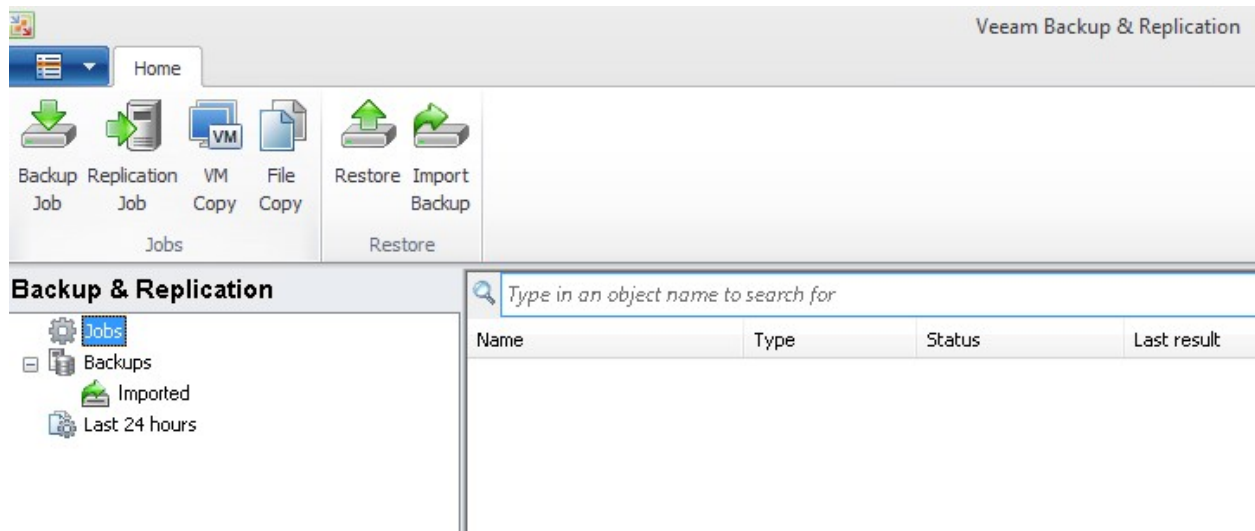 Veeam Backup & Replication
Home
Backup Job
Replication Job
VM Copy
File Copy
Restore
Import Backup
VM
Jobs
Restore
Backup & Replication
Type in an object name to search for
Jobs
Name Type Status Last result
Backups
Imported
Last 24 hours